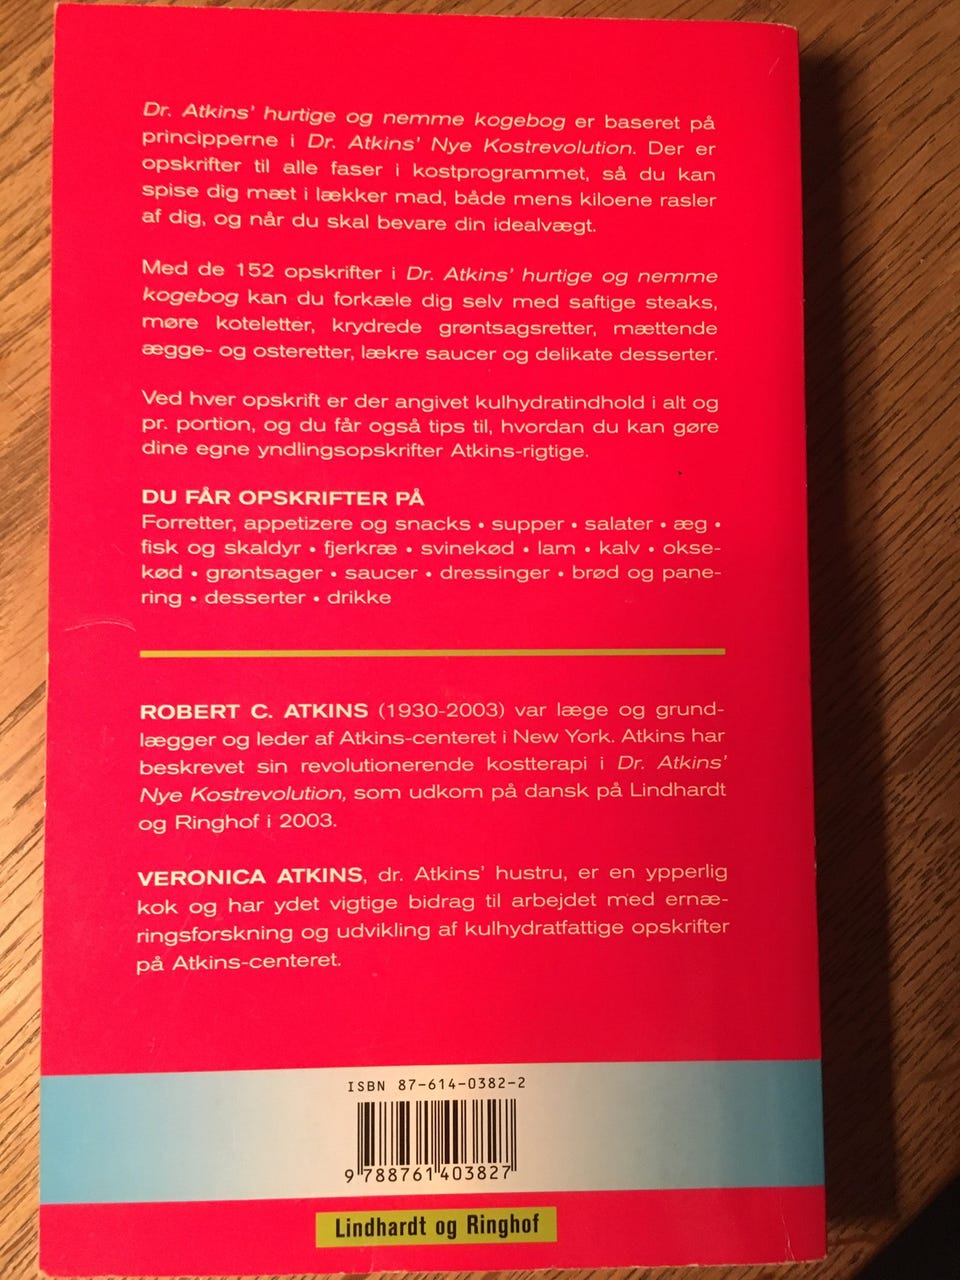 Dr. Atkins' hurtige og nemme kogebog er baseret på
principperne i Dr. Atkins' Nye Kostrevolution. Der er
opskrifter til alle faser i kostprogrammet, så du kan
spise dig mæt i lækker mad, både mens kiloene rasler
af dig, og når du skal bevare din idealvægt.
Med de 152 opskrifter i Dr. Atkins' hurtige og nemme
kogebog kan du forkæle dig selv med saftige steaks,
møre koteletter, krydrede grøntsagsretter, mættende
ægge- og osteretter, lækre saucer og delikate desserter.
Ved hver opskrift er der angivet kulhydratindhold i alt og
pr. portion, og du får også tips til, hvordan du kan gøre
dine egne yndlingsopskrifter Atkins-rigtige.
DU FÅR OPSKRIFTER PÅ
Forretter, appetizere og snacks • supper • salater • æg •
fisk og skaldyr • fjerkræ • svinekød • lam • kalv • okse-
kød • grøntsager • saucer • dressinger • brød og pane-
ring • desserter • drikke
ROBERT C. ATKINS (1930-2003) var læge og grund-
lægger og leder af Atkins-centeret i New York. Atkins har
beskrevet sin revolutionerende kostterapi i Dr. Atkins'
Nye Kostrevolution, som udkom på dansk på Lindhardt
og Ringhof i 2003.
VERONICA ATKINS, dr. Atkins' hustru, er en ypperlig
kok og har ydet vigtige bidrag til arbejdet med ernæ-
ringsforskning og udvikling af kulhydratfattige opskrifter
på Atkins-centeret.
ISBN 87-614-0382-2
9 788761 403827
Lindhardt og Ringhof